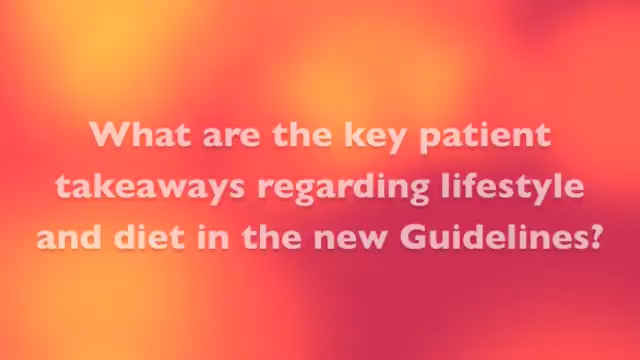 What are the key patient
takeaways regarding lifestyle
and diet in the new Guidelines?